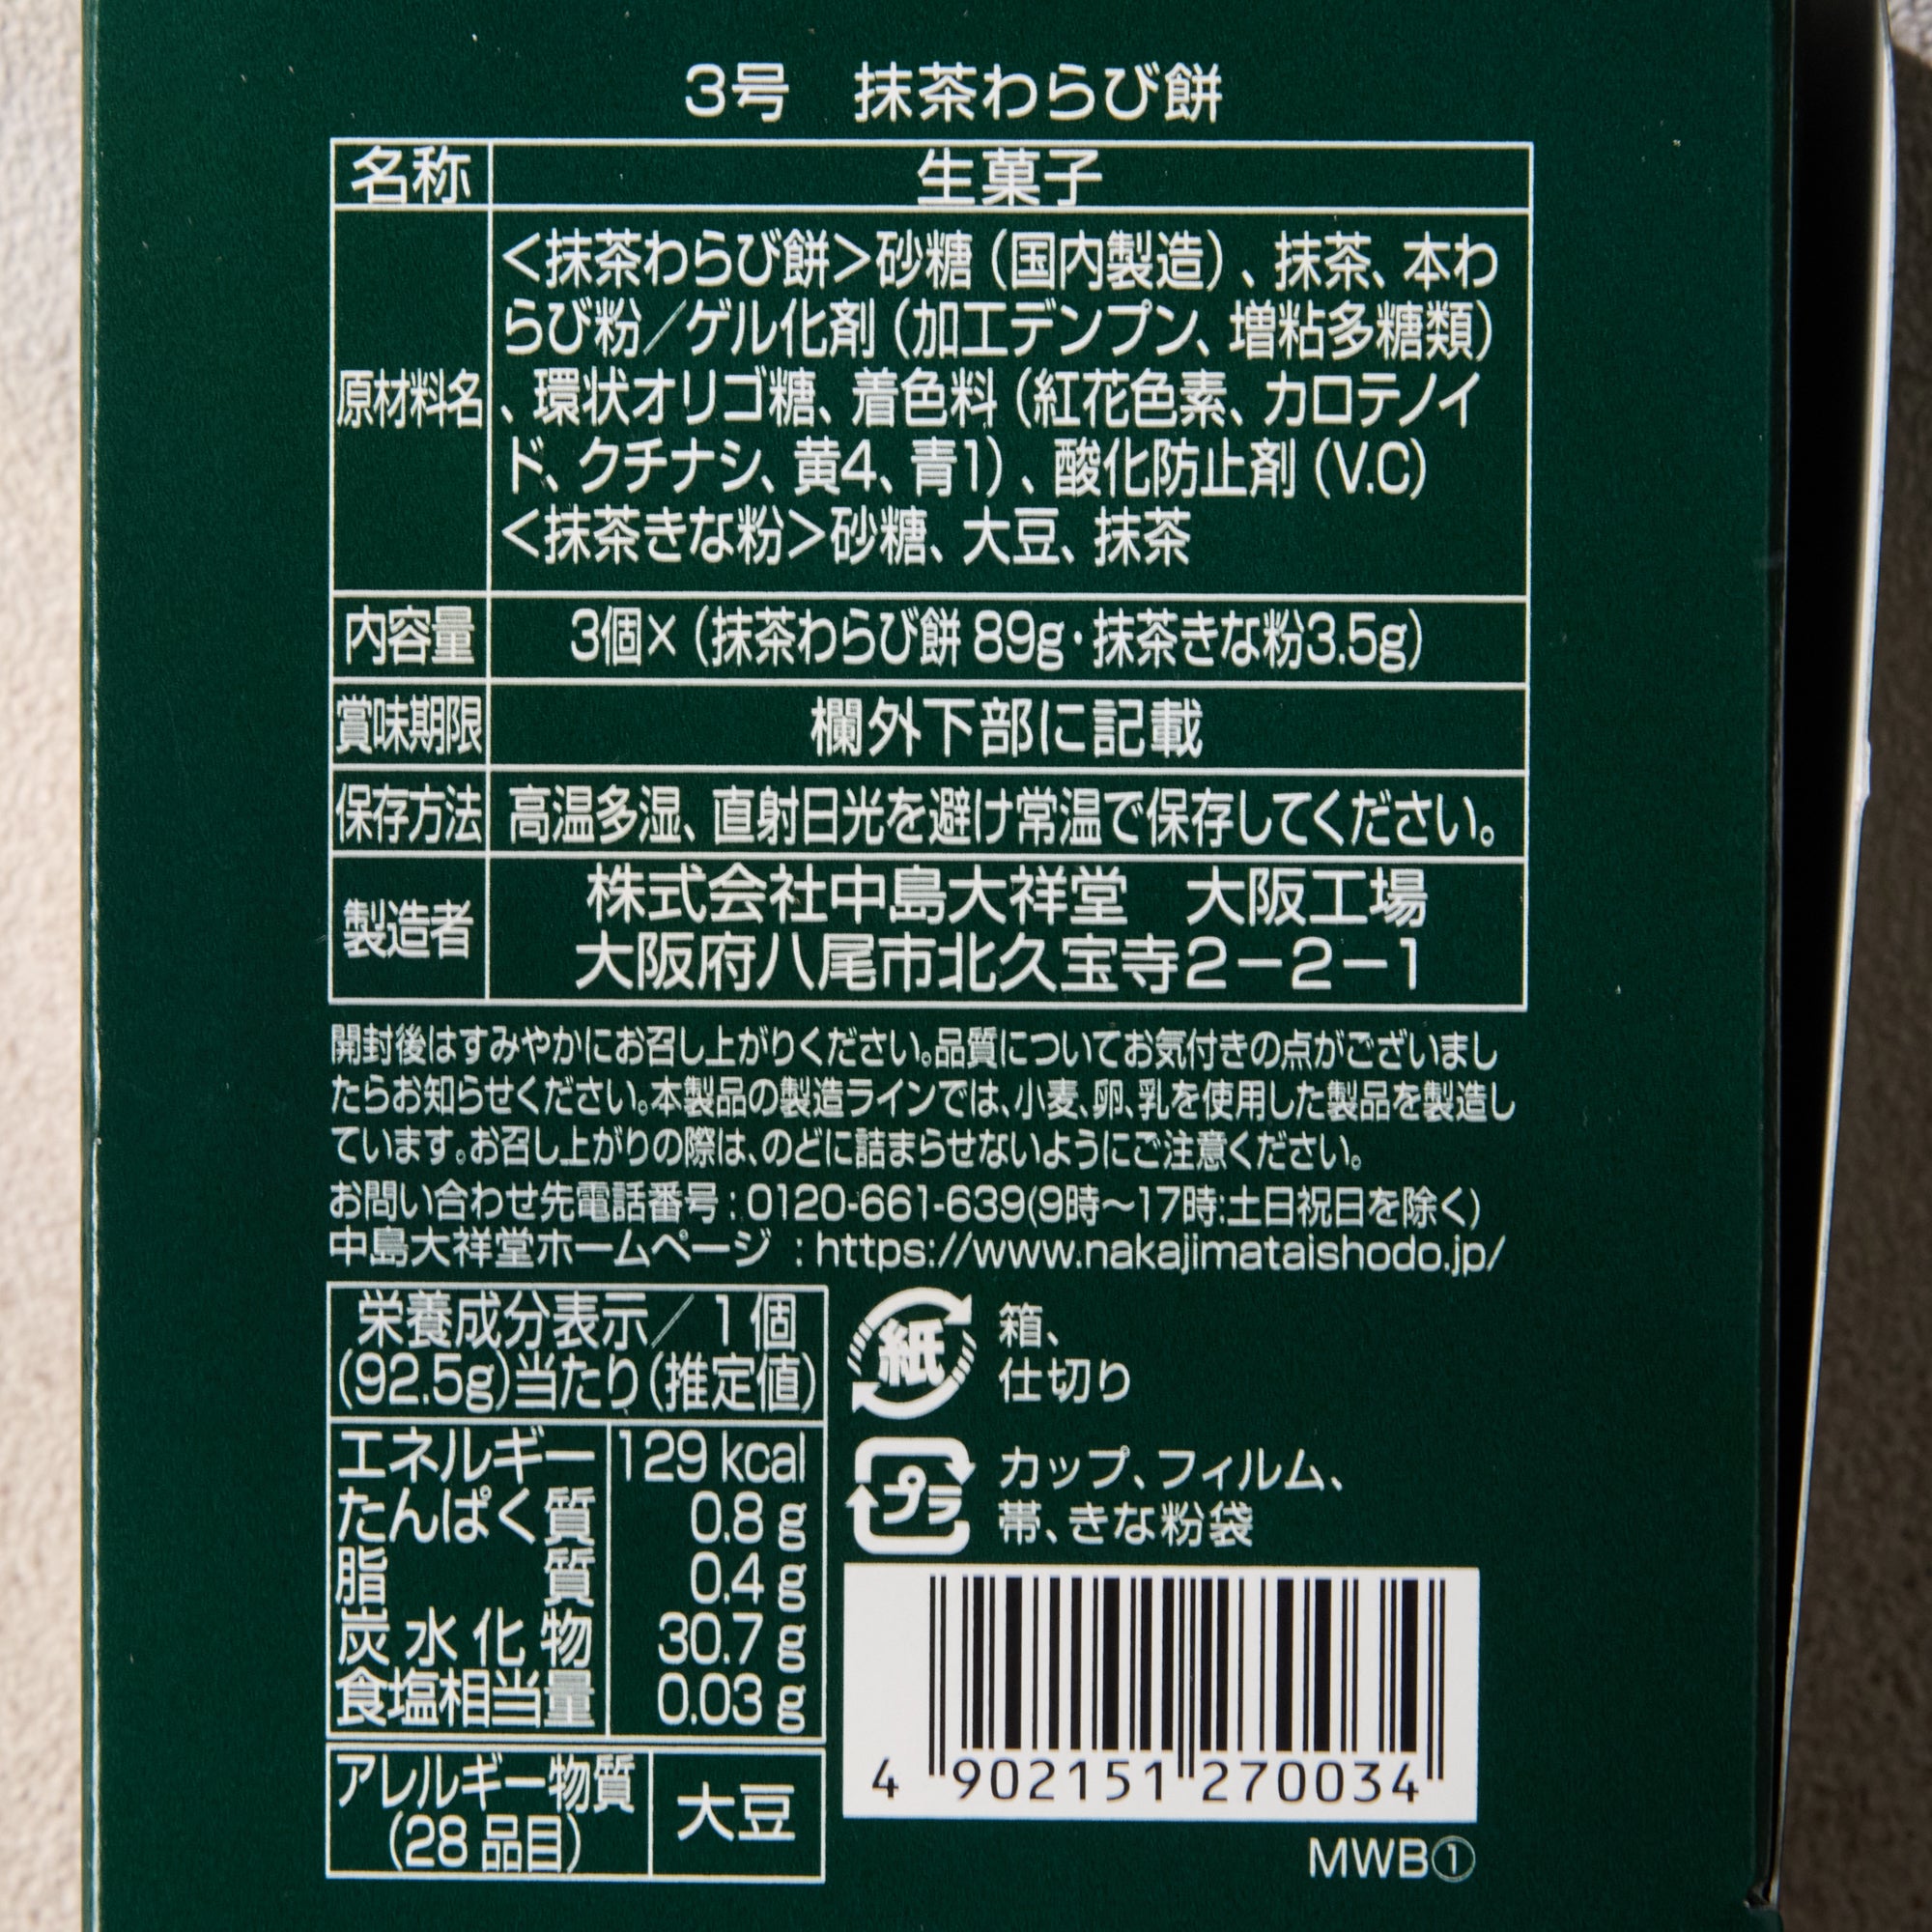 3号　抹茶わらび餅
名称 生菓子
原材料名
＜抹茶わらび餅＞砂糖（国内製造）、抹茶、本わ
らび粉／ゲル化剤（加工デンプン、増粘多糖類）
、環状オリゴ糖、着色料（紅花色素、カロテノイ
ド、クチナシ、黄4、青1）、酸化防止剤（V.C）
＜抹茶きな粉＞砂糖、大豆、抹茶
内容量 3個×（抹茶わらび餅 89g・抹茶きな粉3.5g）
賞味期限 欄外下部に記載
保存方法 高温多湿、直射日光を避け常温で保存してください。
製造者
株式会社中島大祥堂　大阪工場
大阪府八尾市北久宝寺2－2－1
開封後はすみやかにお召し上がりください。品質についてお気付きの点がございまし
たらお知らせください。本製品の製造ラインでは、小麦、卵、乳を使用した製品を製造し
ています。お召し上がりの際は、のどに詰まらせないようにご注意ください。
お問い合わせ先電話番号：0120-661-639(9時～17時:土日祝日を除く)
中島大祥堂ホームページ ：https://www.nakajimataishodo.jp/
栄養成分表示／1個
(92.5g)当たり(推定値)
エネルギー 129 kcal
たんぱく質 0.8 g
脂質 0.4 g
炭水化物 30.7 g
食塩相当量 0.03 g
アレルギー物質
(28 品目)
大豆
紙
箱、
仕切り
プラ
カップ、フィルム、
帯、きな粉袋
4 902151 270034
MWB①